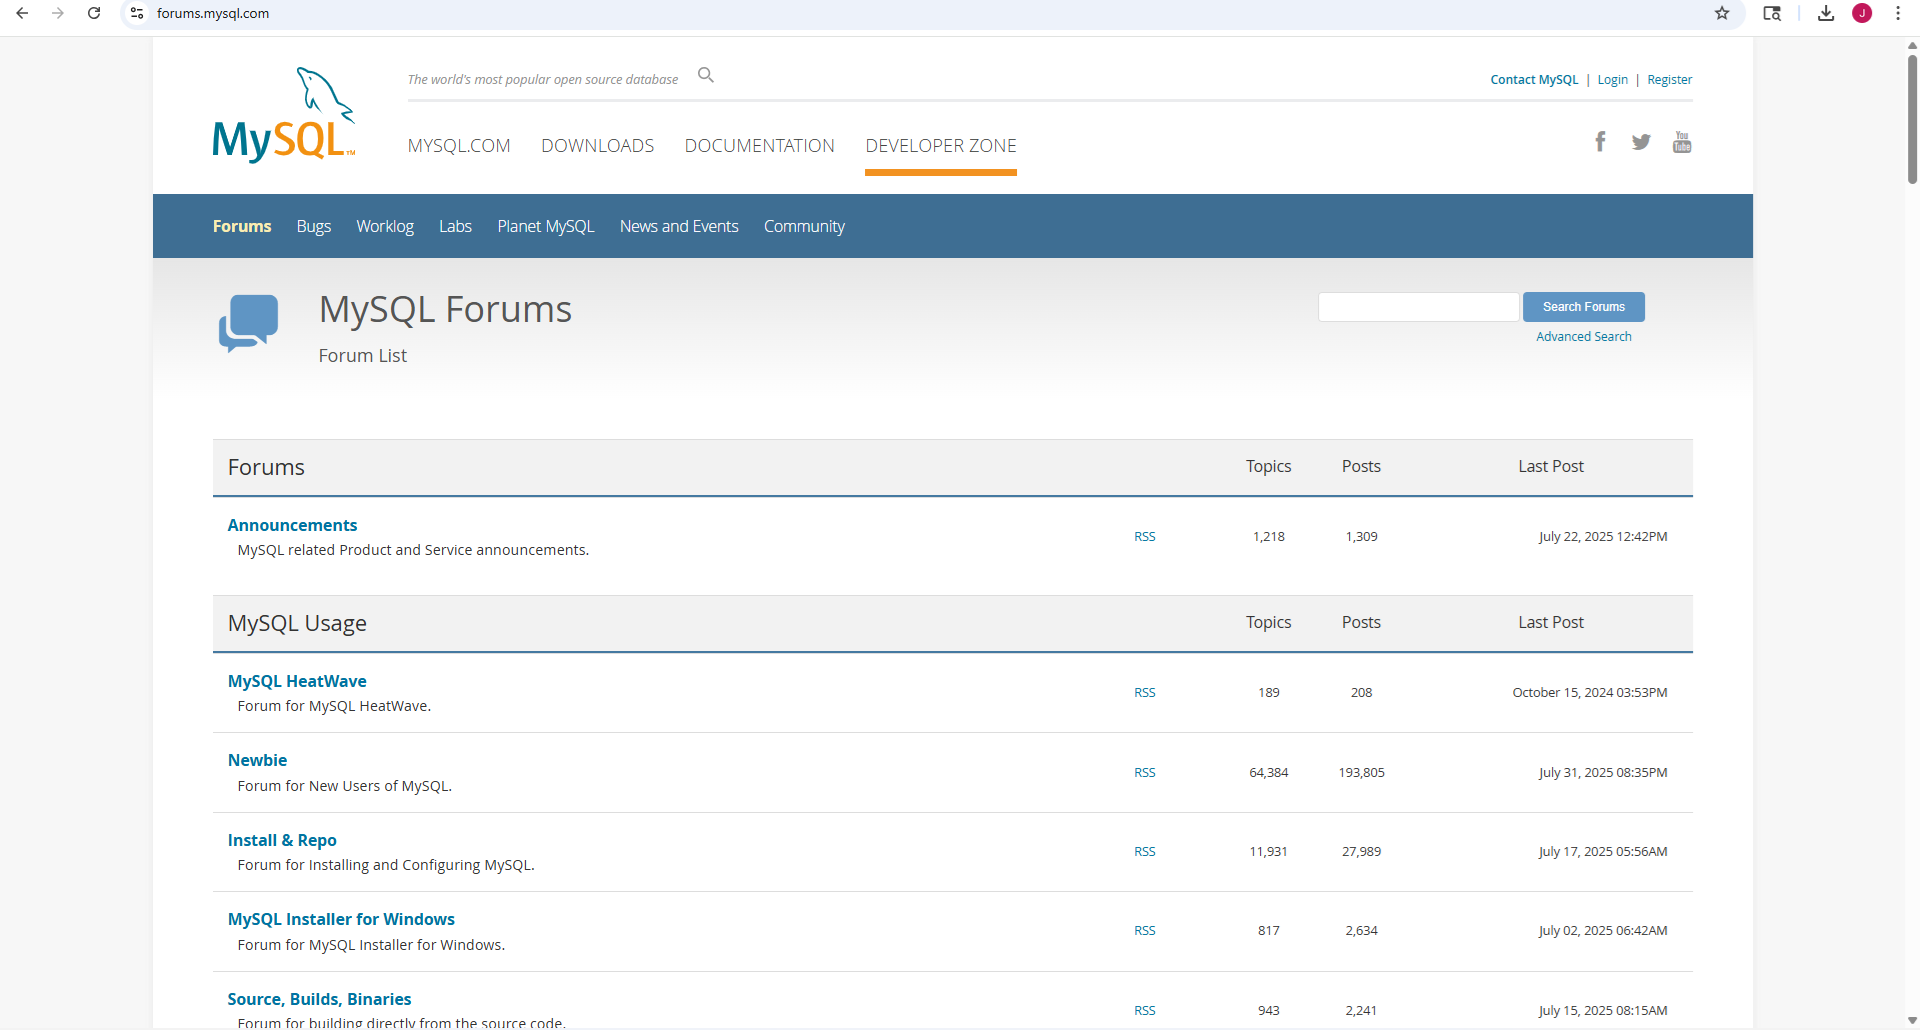 forums.mysql.com
J
The world's most popular open source database
Contact MySQL | Login | Register
MySQL™
MYSQL.COM DOWNLOADS DOCUMENTATION DEVELOPER ZONE
f You Tube
Forums Bugs Worklog Labs Planet MySQL News and Events Community
MySQL Forums
Search Forums
Advanced Search
Forum List
Forums Topics Posts Last Post
Announcements
MySQL related Product and Service announcements.
RSS 1,218 1,309 July 22, 2025 12:42PM
MySQL Usage Topics Posts Last Post
MySQL HeatWave
Forum for MySQL HeatWave.
RSS 189 208 October 15, 2024 03:53PM
Newbie
Forum for New Users of MySQL.
RSS 64,384 193,805 July 31, 2025 08:35PM
Install & Repo
Forum for Installing and Configuring MySQL.
RSS 11,931 27,989 July 17, 2025 05:56AM
MySQL Installer for Windows
Forum for MySQL Installer for Windows.
RSS 817 2,634 July 02, 2025 06:42AM
Source, Builds, Binaries
Forum for building directly from the source code.
RSS 943 2,241 July 15, 2025 08:15AM